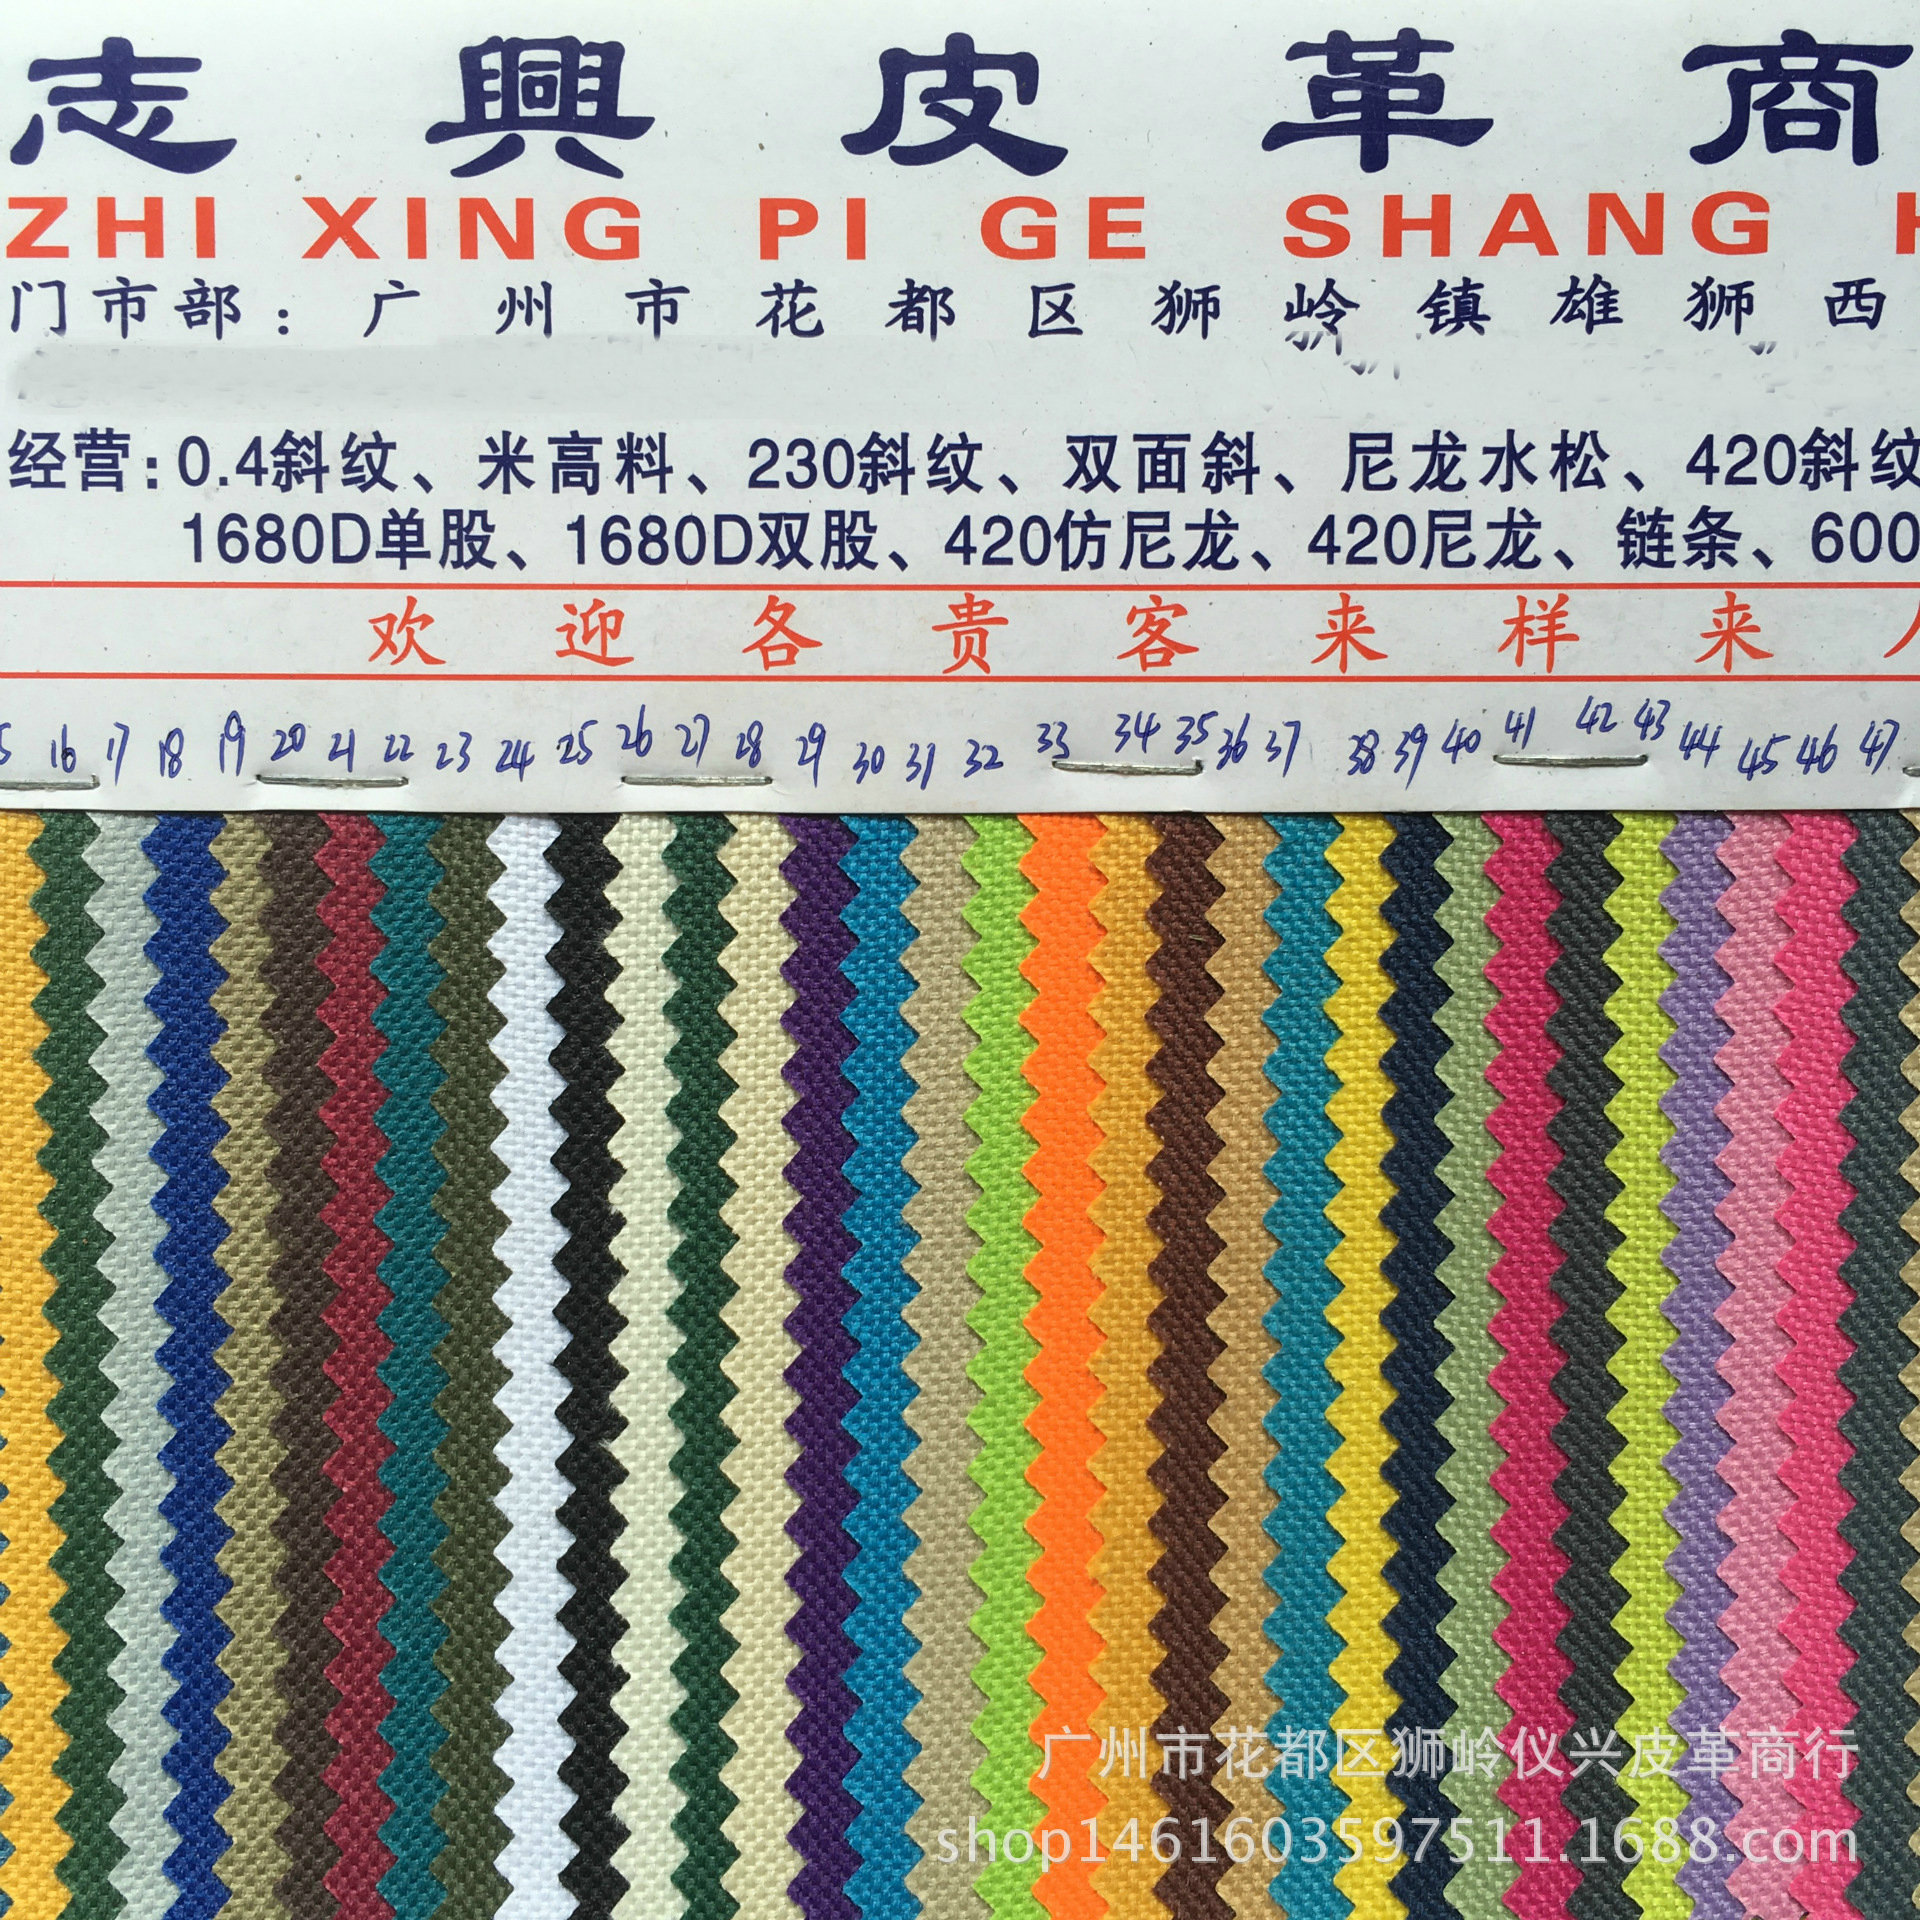 志興皮革商
ZHI XING PI GE SHANG H
门市部：广州市花都区狮岭镇雄狮西
经营：0.4斜纹、米高料、230斜纹、双面斜、尼龙水松、420斜纹
1680D单股、1680D双股、420仿尼龙、420尼龙、链条、600
欢迎各贵客来样来
5 16 17 18 19 20 21 22 23 24 25 26 27 28 29 30 31 32 33 34 35 36 37 38 39 40 41 42 43 44 45 46 47
广州市花都区狮岭仪兴皮革商行
shop1461603597511.1688.com